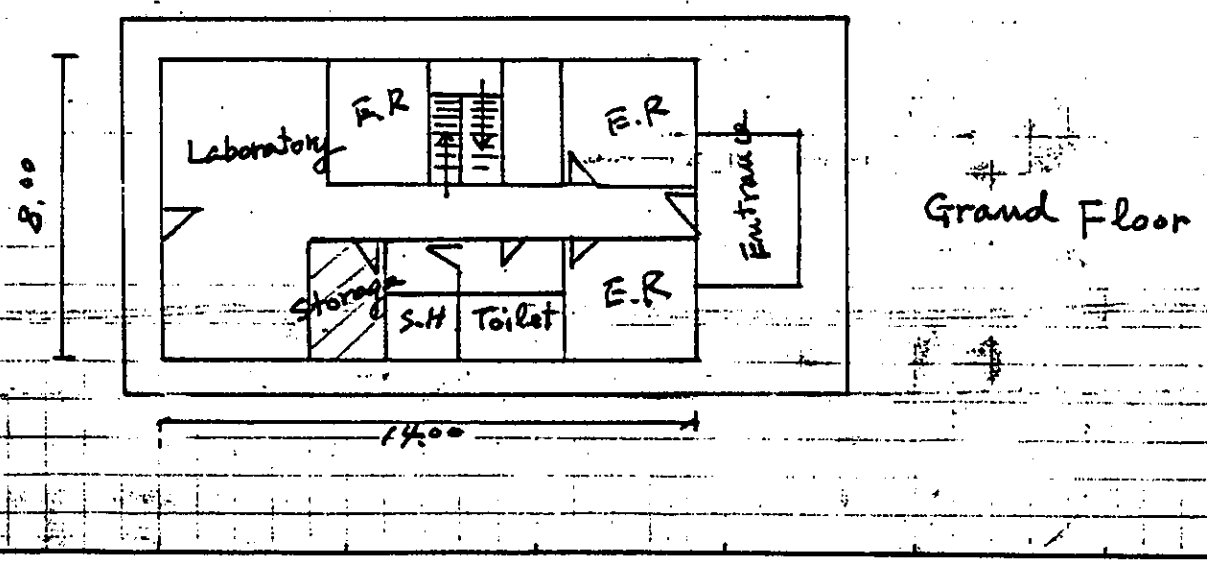 E.R
E.R
Laboratory
Entrance
8.00
Grand Floor
Storage
E.R
S.H
Toilet
14.00